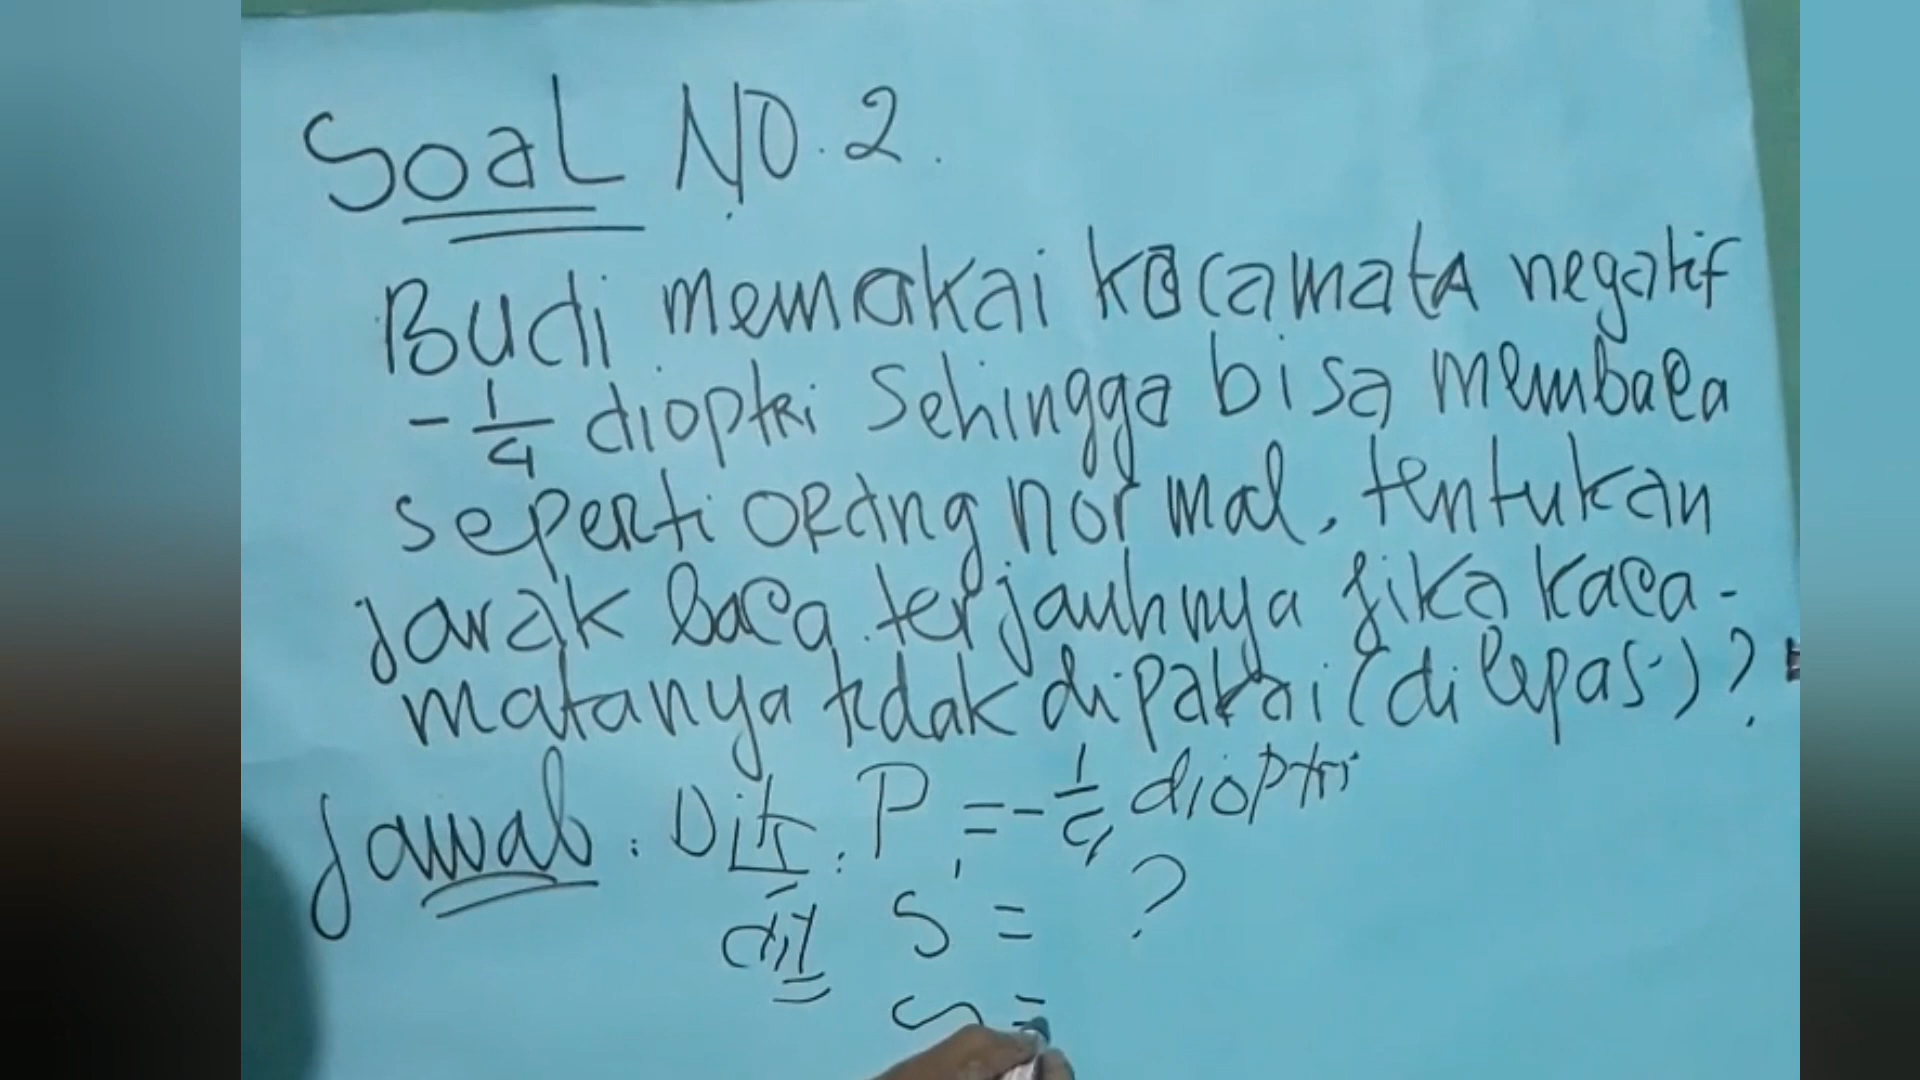 Soal NO. 2.
Budi memakai kacamata negatif
- 1/4 dioptri sehingga bisa membaca
seperti orang normal, tentukan
jarak baca terjauhnya jika kaca-
matanya tidak dipakai (dilepas)?
Jawab : Dik : P = - 1/4 dioptri
dit S' = ?
S =